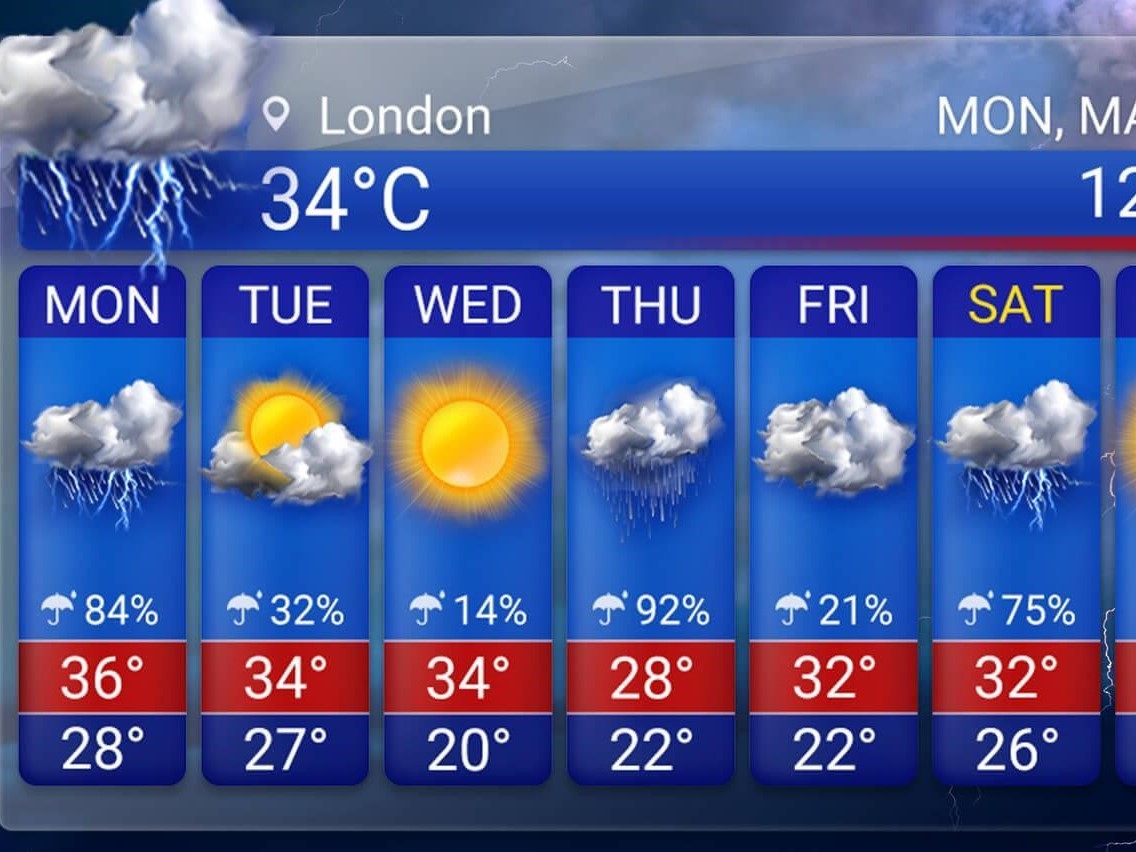 London
MON, MA
34°C
12
MON TUE WED THU FRI SAT
84% 32% 14% 92% 21% 75%
36° 34° 34° 28° 32° 32°
28° 27° 20° 22° 22° 26°